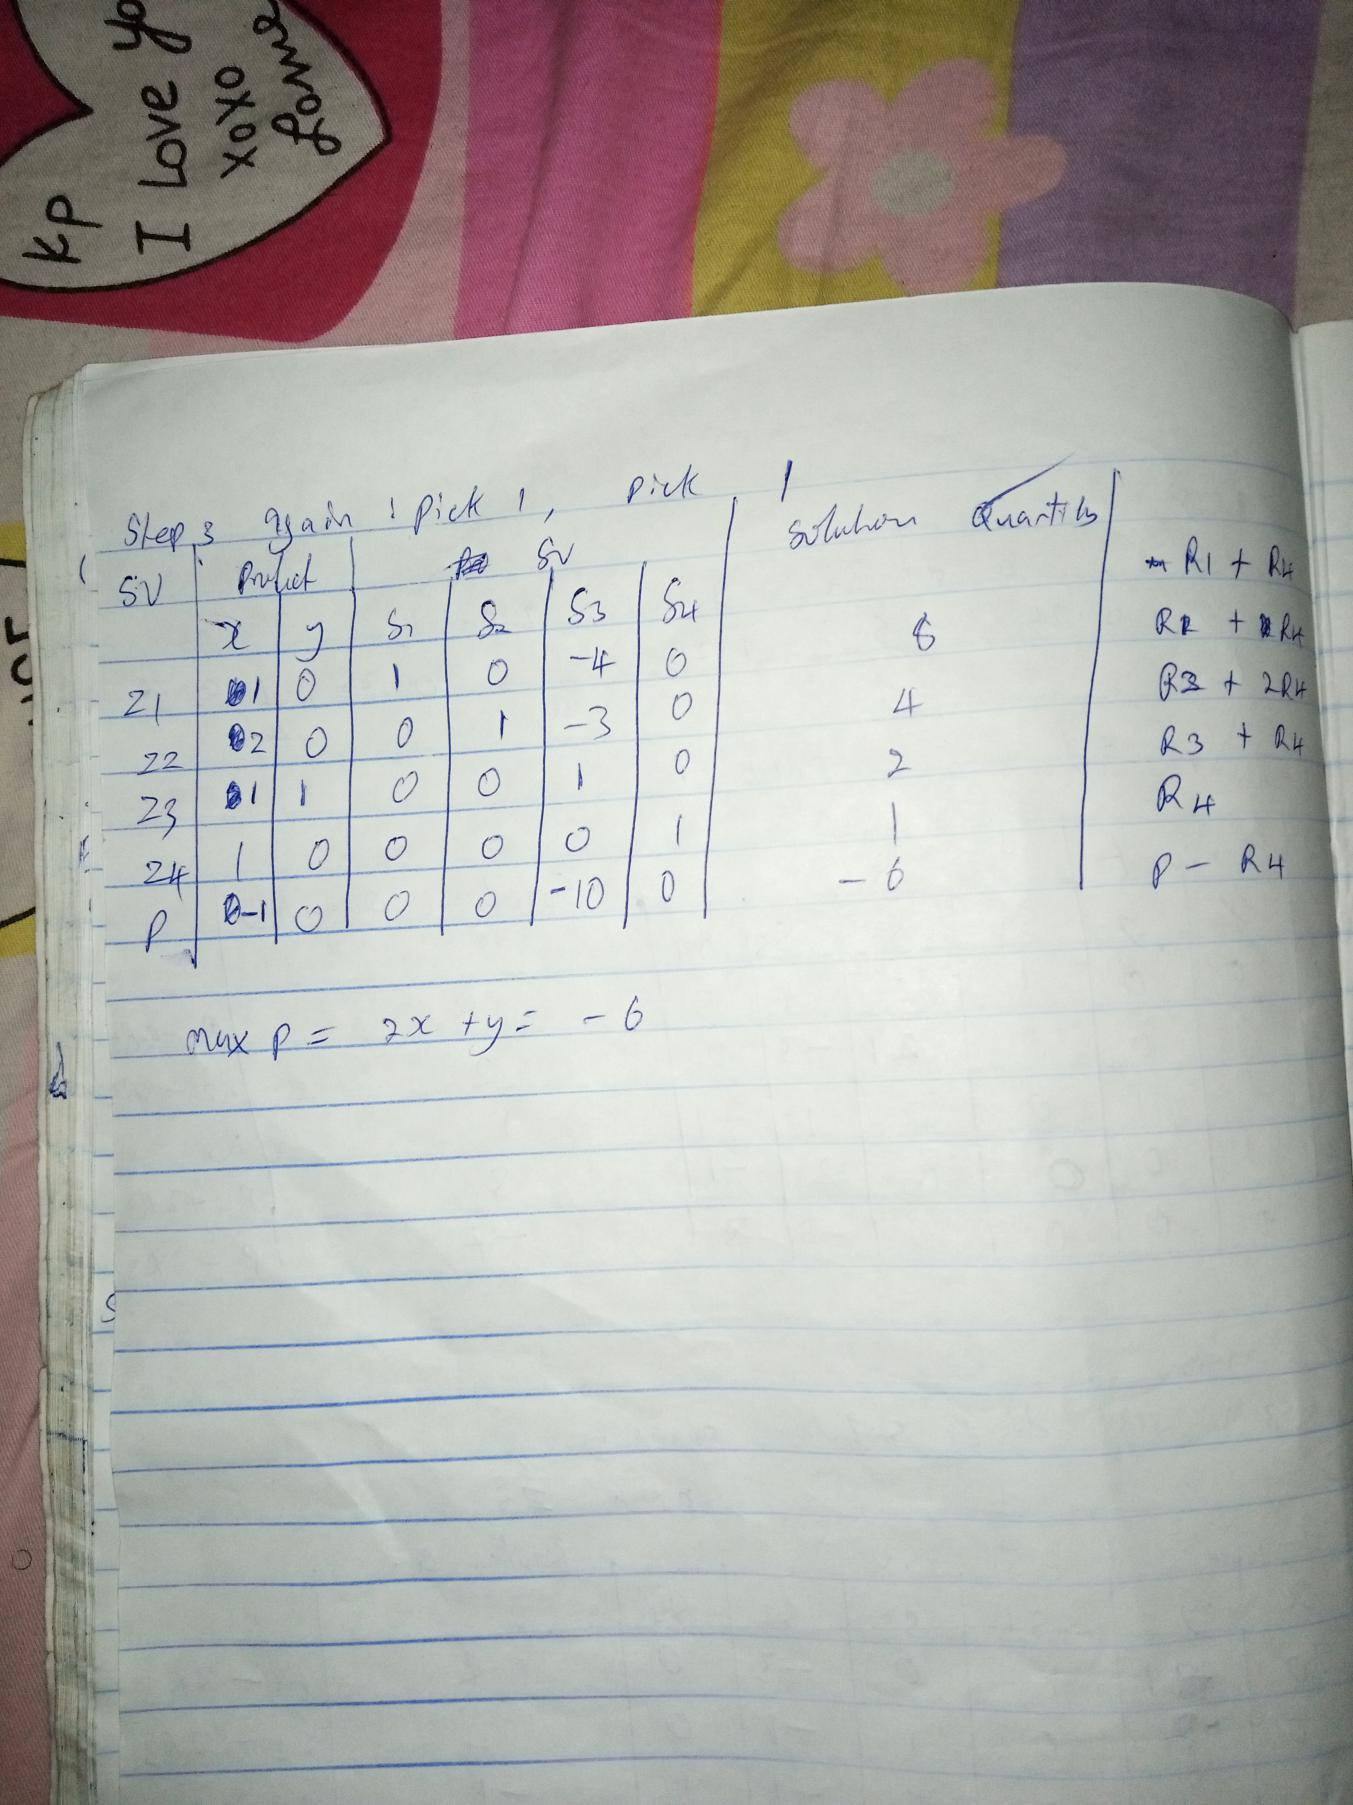 KP
I Love yo
xoxo
Step 3 again : pick 1, pick 1
SV Product SV Solution Quantity
x y S1 S2 S3 S4 R1 + R4
Z1 1 0 1 0 -4 0 8 R2 + R4
Z2 2 0 0 1 -3 0 4 R3 + 2R4
Z3 1 1 0 0 1 0 2 R3 + R4
Z4 1 0 0 0 0 1 1 R4
P -1 0 0 0 -10 0 -6 P - R4
max P = 2x + y = -6